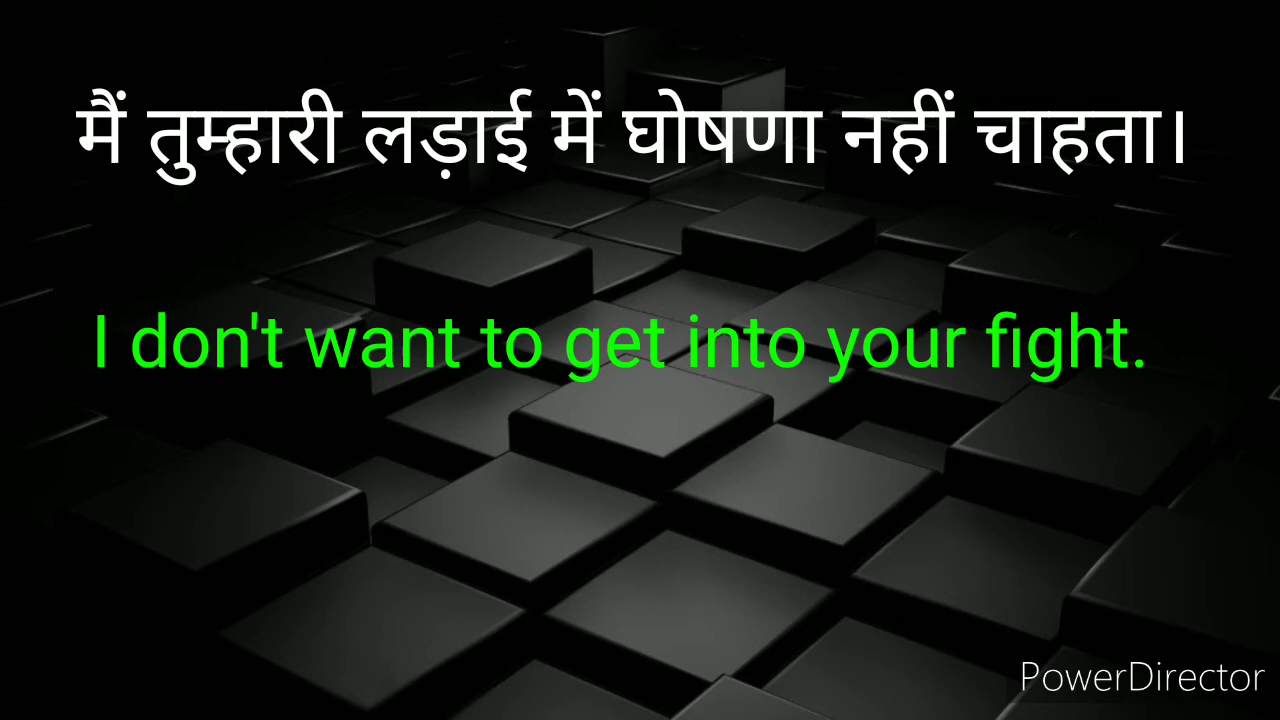 मैं तुम्हारी लड़ाई में घोषणा नहीं चाहता।
I don't want to get into your fight.
PowerDirector